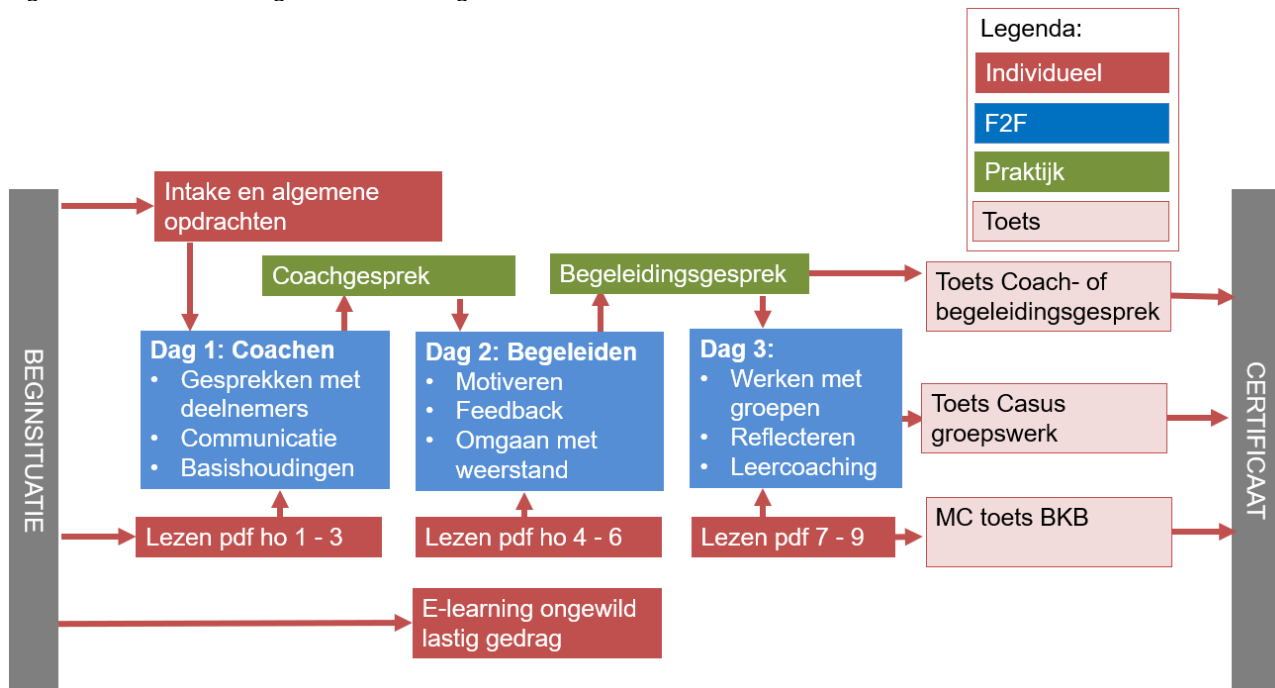 Legenda:
Individueel
F2F
Praktijk
Toets
BEGINSITUATIE
Intake en algemene
opdrachten
Coachgesprek
Begeleidingsgesprek
Toets Coach- of
begeleidingsgesprek
Dag 1: Coachen
• Gesprekken met
deelnemers
• Communicatie
• Basishoudingen
Dag 2: Begeleiden
• Motiveren
• Feedback
• Omgaan met
weerstand
Dag 3:
• Werken met
groepen
• Reflecteren
• Leercoaching
Toets Casus
groepswerk
Lezen pdf ho 1 - 3
Lezen pdf ho 4 - 6
Lezen pdf 7 - 9
MC toets BKB
E-learning ongewild
lastig gedrag
CERTIFICAAT